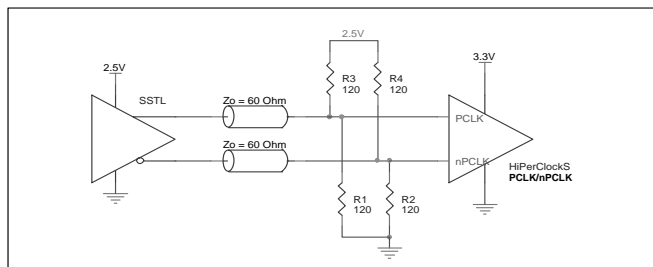 2.5V
2.5V
3.3V
SSTL
R3
120
R4
120
Zo = 60 Ohm
PCLK
Zo = 60 Ohm
nPCLK
HiPerClockS
PCLK/nPCLK
R1
120
R2
120